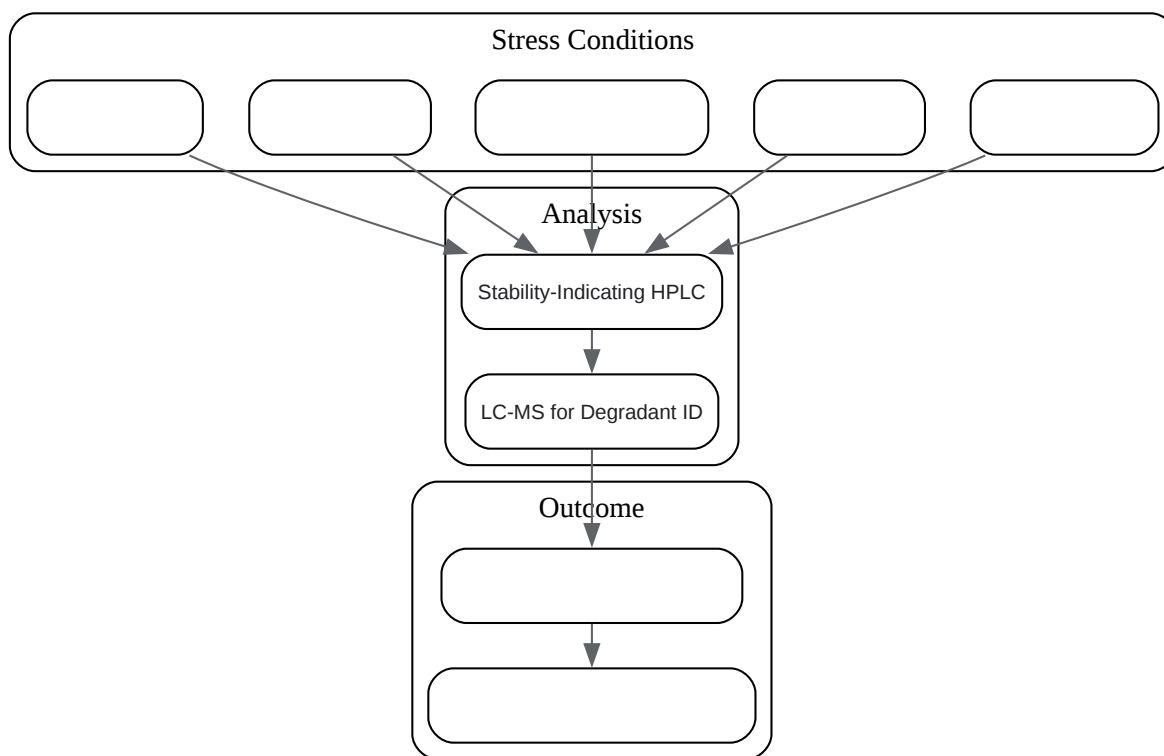 Stress Conditions
Analysis
Stability-Indicating HPLC
LC-MS for Degradant ID
Outcome